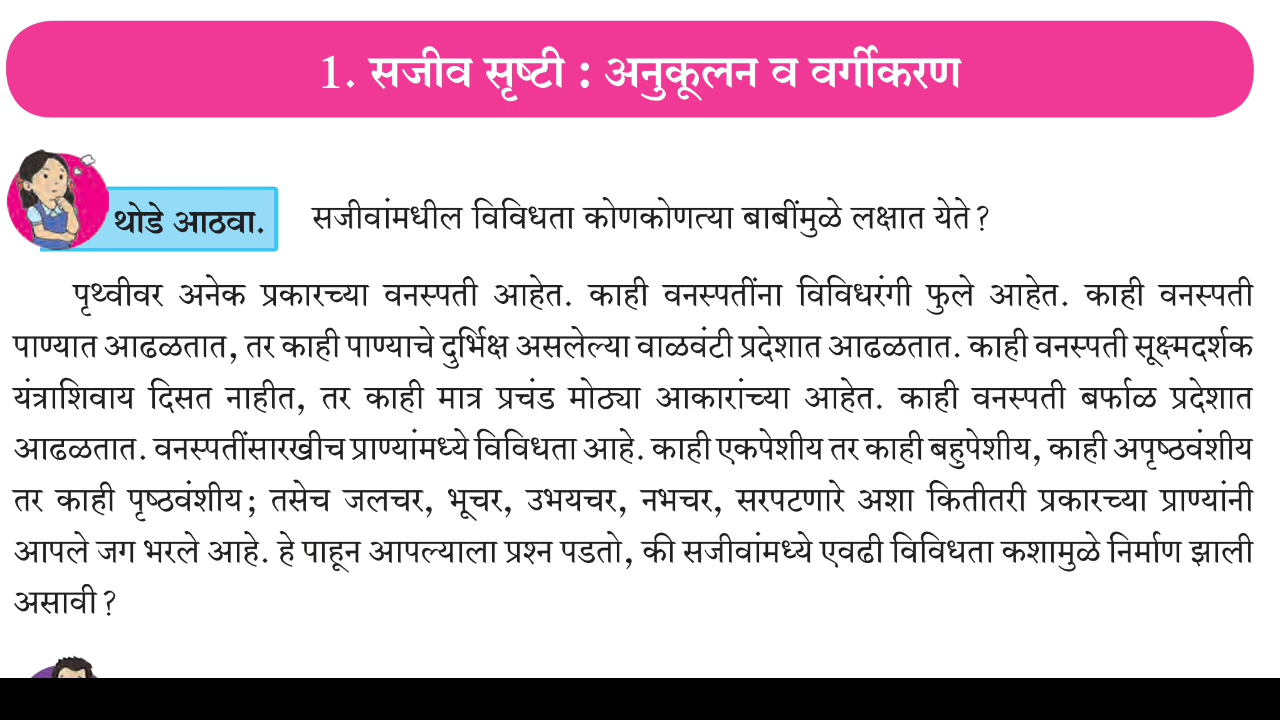 1. सजीव सृष्टी : अनुकूलन व वर्गीकरण
थोडे आठवा.
सजीवांमधील विविधता कोणकोणत्या बाबींमुळे लक्षात येते ?
पृथ्वीवर अनेक प्रकारच्या वनस्पती आहेत. काही वनस्पतींना विविधरंगी फुले आहेत. काही वनस्पती
पाण्यात आढळतात, तर काही पाण्याचे दुर्भिक्ष असलेल्या वाळवंटी प्रदेशात आढळतात. काही वनस्पती सूक्ष्मदर्शक
यंत्राशिवाय दिसत नाहीत, तर काही मात्र प्रचंड मोठ्या आकारांच्या आहेत. काही वनस्पती बर्फाळ प्रदेशात
आढळतात. वनस्पतींसारखीच प्राण्यांमध्ये विविधता आहे. काही एकपेशीय तर काही बहुपेशीय, काही अपृष्ठवंशीय
तर काही पृष्ठवंशीय; तसेच जलचर, भूचर, उभयचर, नभचर, सरपटणारे अशा कितीतरी प्रकारच्या प्राण्यांनी
आपले जग भरले आहे. हे पाहून आपल्याला प्रश्न पडतो, की सजीवांमध्ये एवढी विविधता कशामुळे निर्माण झाली
असावी ?